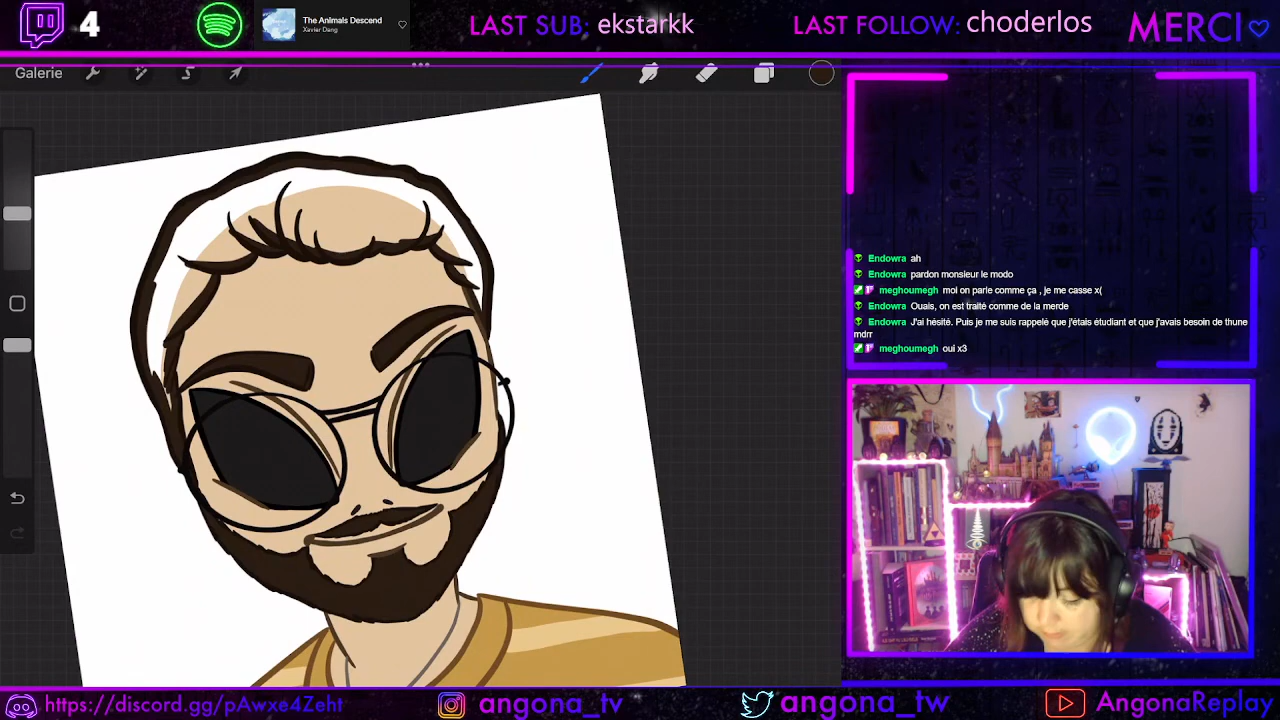 4
The Animals Descend
Xavier Dang
LAST SUB: ekstarkk
LAST FOLLOW: choderlos
MERCI
Galerie
Endowra ah
Endowra pardon monsieur le modo
meghoumegh moi on parle comme ça , je me casse x(
Endowra Ouais, on est traité comme de la merde
Endowra J'ai hésité. Puis je me suis rappelé que j'étais étudiant et que j'avais besoin de thune
mdrr
meghoumegh oui x3
https://discord.gg/pAwxe4Zeht
angona_tv
angona_tw
AngonaReplay